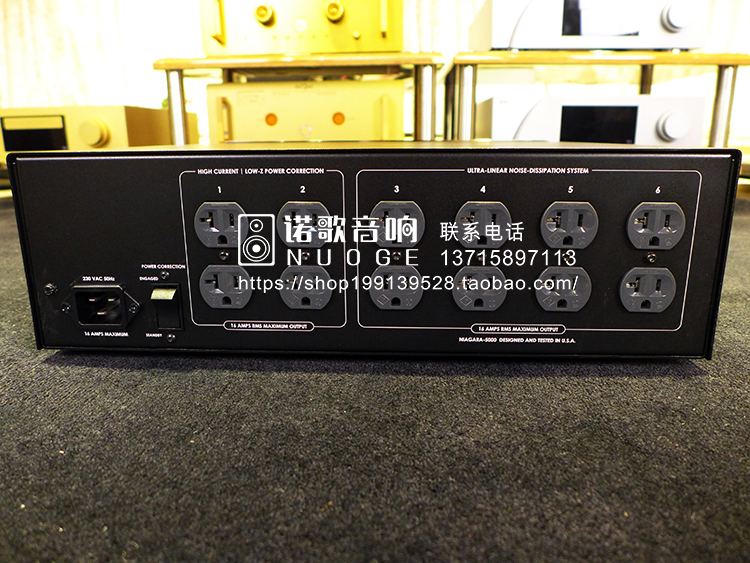 HIGH CURRENT | LOW-Z POWER CORRECTION
ULTRA-LINEAR NOISE-DISSIPATION SYSTEM
1 2 3 4 5 6
诺歌音响 联系电话
NUOGE 13715897113
POWER CORRECTION
220 VAC 50Hz ENGAGED
https://shop199139528.taobao.com/
16 AMPS MAXIMUM STANDBY
16 AMPS RMS MAXIMUM OUTPUT
16 AMPS RMS MAXIMUM OUTPUT
NIAGARA-5000 DESIGNED AND TESTED IN U.S.A.